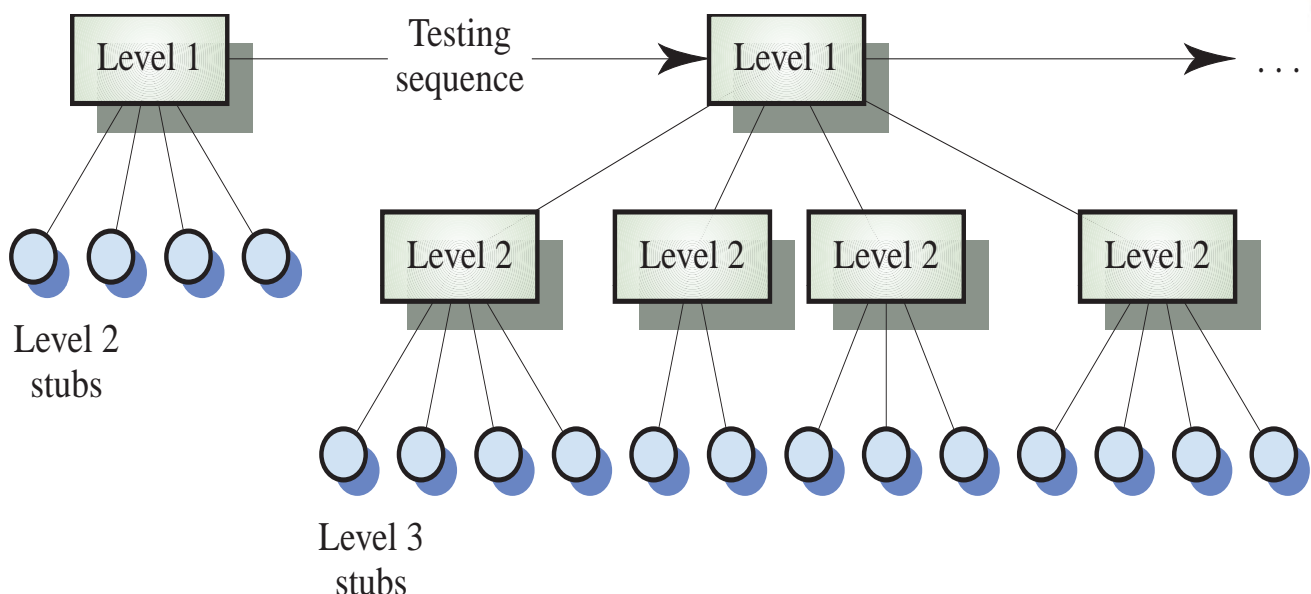 Level 1
Testing
sequence
Level 1
. . .
Level 2
Level 2
Level 2
Level 2
Level 2
stubs
Level 3
stubs